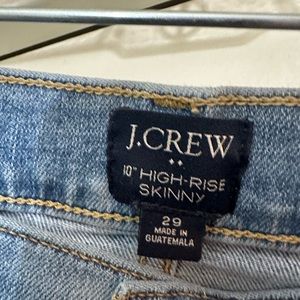 J.CREW
10" HIGH-RISE
SKINNY
29
MADE IN
GUATEMALA